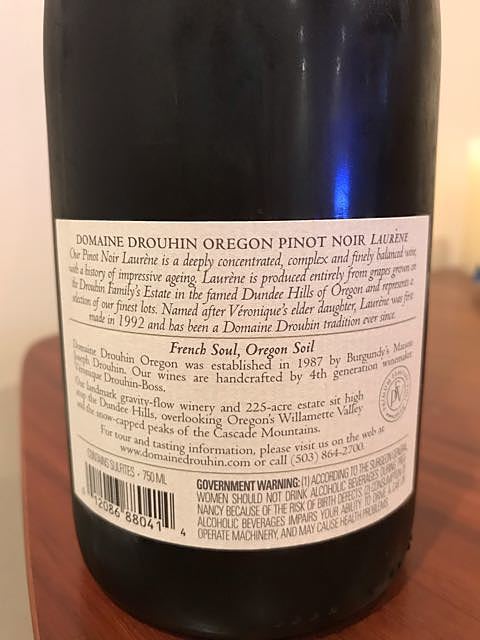 DOMAINE DROUHIN OREGON PINOT NOIR LAURÈNE
Our Pinot Noir Laurène is a deeply concentrated, complex and finely balanced wine,
with a history of impressive ageing. Laurène is produced entirely from grapes grown on
the Drouhin Family's Estate in the famed Dundee Hills of Oregon and represents a
selection of our finest lots. Named after Véronique's elder daughter, Laurène was first
made in 1992 and has been a Domaine Drouhin tradition ever since.
French Soul, Oregon Soil
Domaine Drouhin Oregon was established in 1987 by Burgundy's Maison
Joseph Drouhin. Our wines are handcrafted by 4th generation winemaker
Véronique Drouhin-Boss.
Our landmark gravity-flow winery and 225-acre estate sit high
atop the Dundee Hills, overlooking Oregon's Willamette Valley
and the snow-capped peaks of the Cascade Mountains.
For tour and tasting information, please visit us on the web at
www.domainedrouhin.com or call (503) 864-2700.
CONTAINS SULFITES · 750 ML
0 12086 88041 4
GOVERNMENT WARNING: (1) ACCORDING TO THE SURGEON GENERAL,
WOMEN SHOULD NOT DRINK ALCOHOLIC BEVERAGES DURING PREG-
NANCY BECAUSE OF THE RISK OF BIRTH DEFECTS. (2) CONSUMPTION OF
ALCOHOLIC BEVERAGES IMPAIRS YOUR ABILITY TO DRIVE A CAR OR
OPERATE MACHINERY, AND MAY CAUSE HEALTH PROBLEMS.